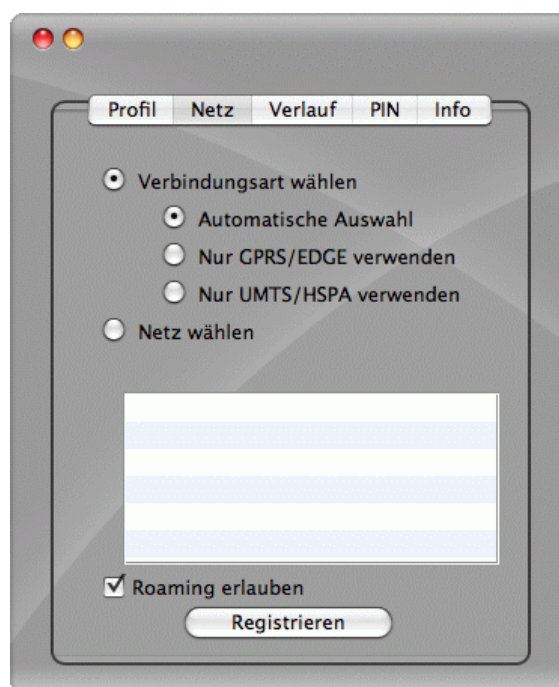 Profil Netz Verlauf PIN Info
Verbindungsart wählen
Automatische Auswahl
Nur GPRS/EDGE verwenden
Nur UMTS/HSPA verwenden
Netz wählen
Roaming erlauben
Registrieren